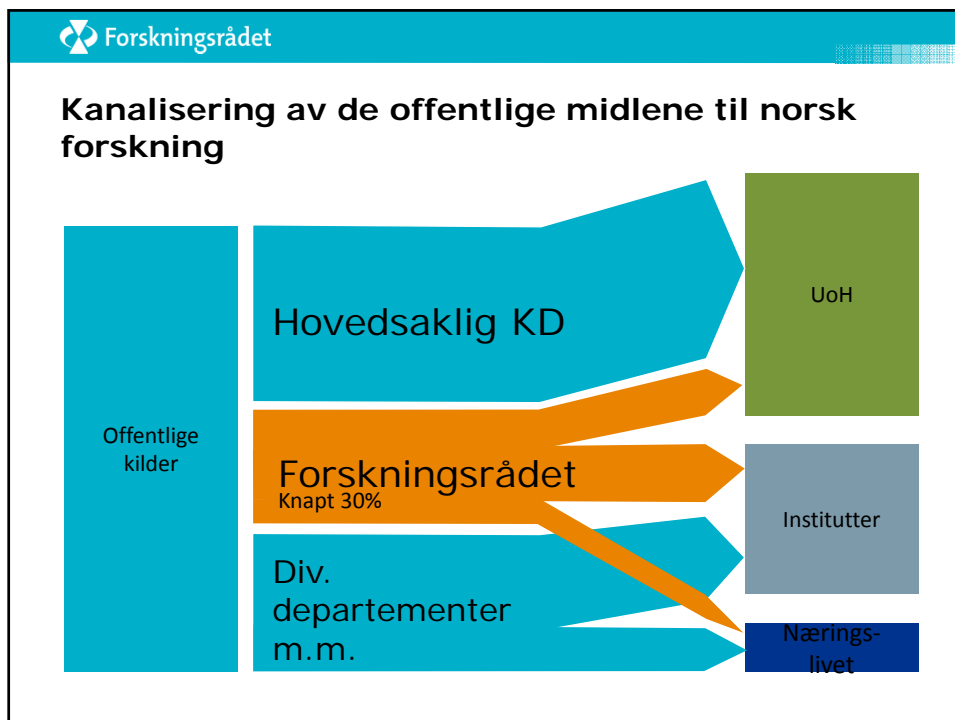 Forskningsrådet
Kanalisering av de offentlige midlene til norsk
forskning
Offentlige
kilder
Hovedsaklig KD
Forskningsrådet
Knapt 30%
Div.
departementer
m.m.
UoH
Institutter
Nærings-
livet